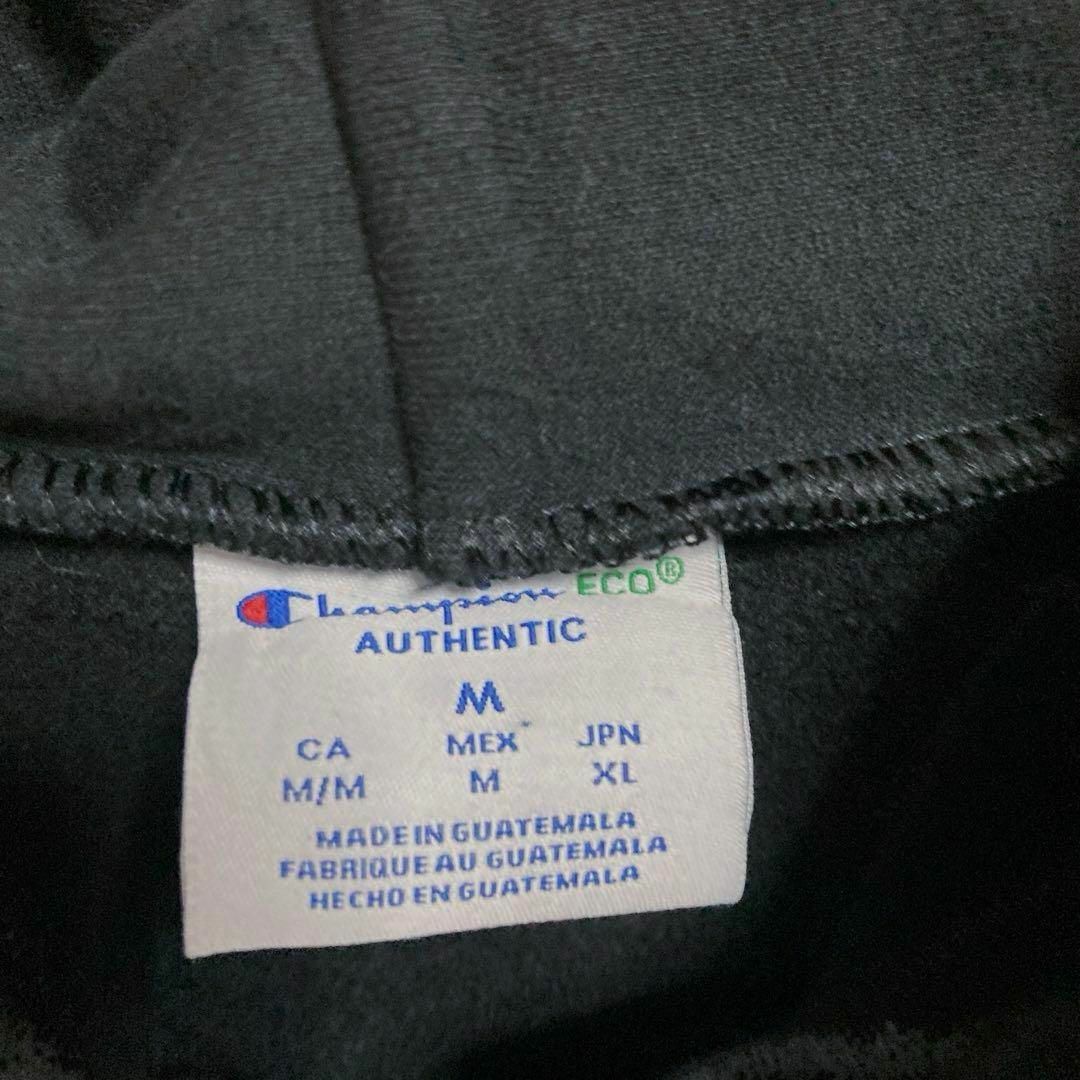 Champion ECO®
AUTHENTIC
M
CA MEX JPN
M/M M XL
MADE IN GUATEMALA
FABRIQUE AU GUATEMALA
HECHO EN GUATEMALA